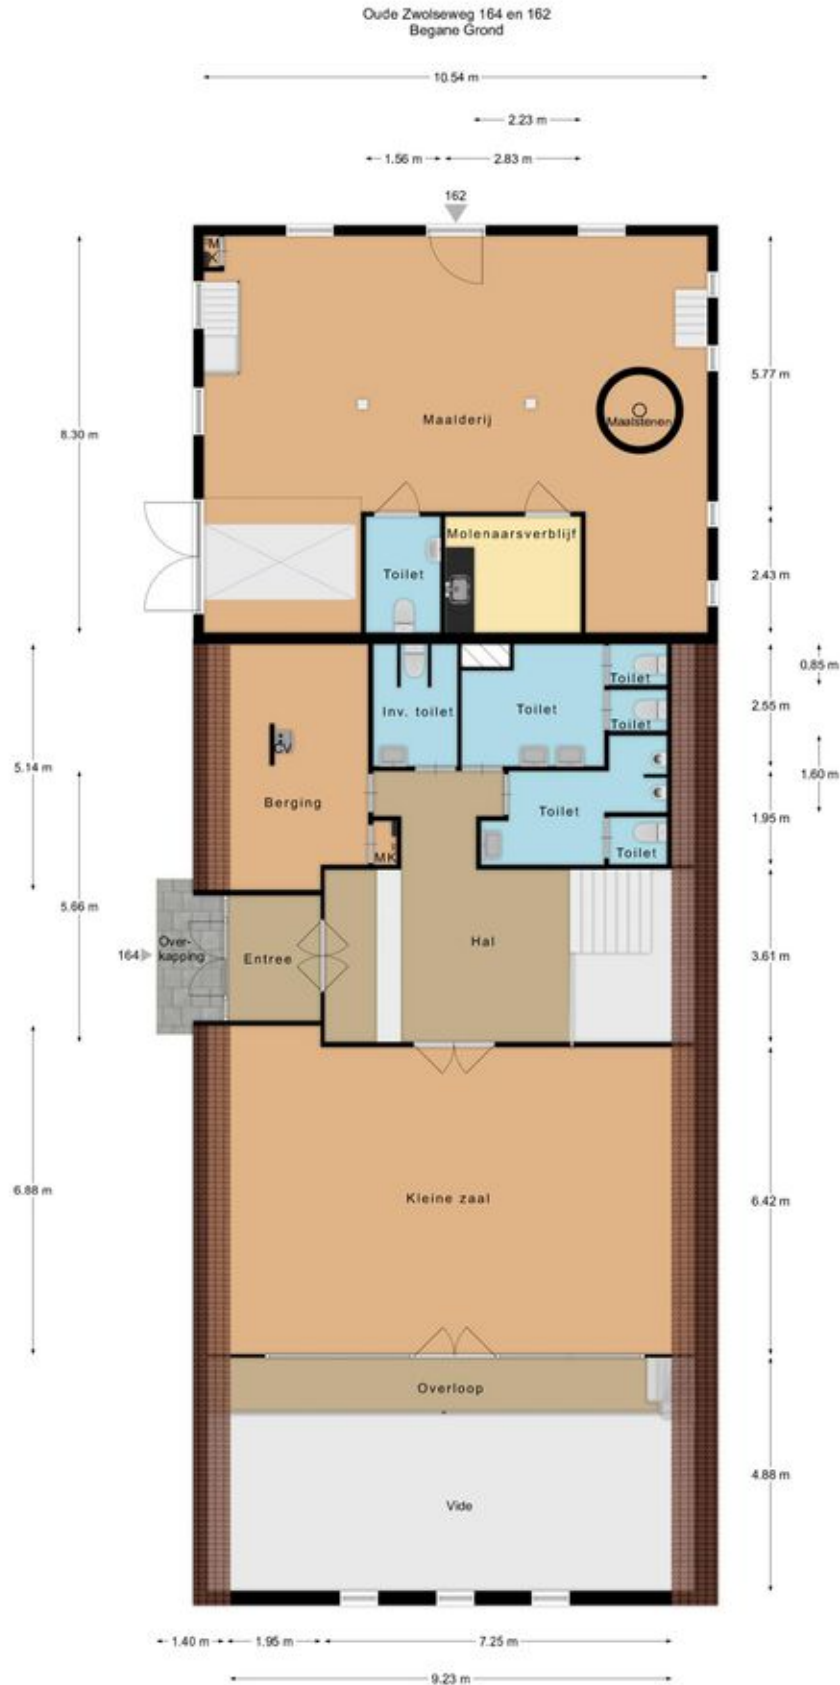 Oude Zwolseweg 164 en 162
Begane Grond
10.54 m
2.23 m
1.56 m
2.83 m
162
M
K
5.77 m
Maalderij
Maalstenen
8.30 m
Molenaarsverblijf
Toilet
2.43 m
0.85 m
Toilet
2.55 m
Inv. toilet
Toilet
Toilet
CV
5.14 m
1.60 m
Berging
Toilet
1.95 m
MK
Toilet
5.66 m
Over-
kapping
164
Entree
Hal
3.61 m
6.88 m
Kleine zaal
6.42 m
Overloop
4.88 m
Vide
1.40 m
1.95 m
7.25 m
9.23 m